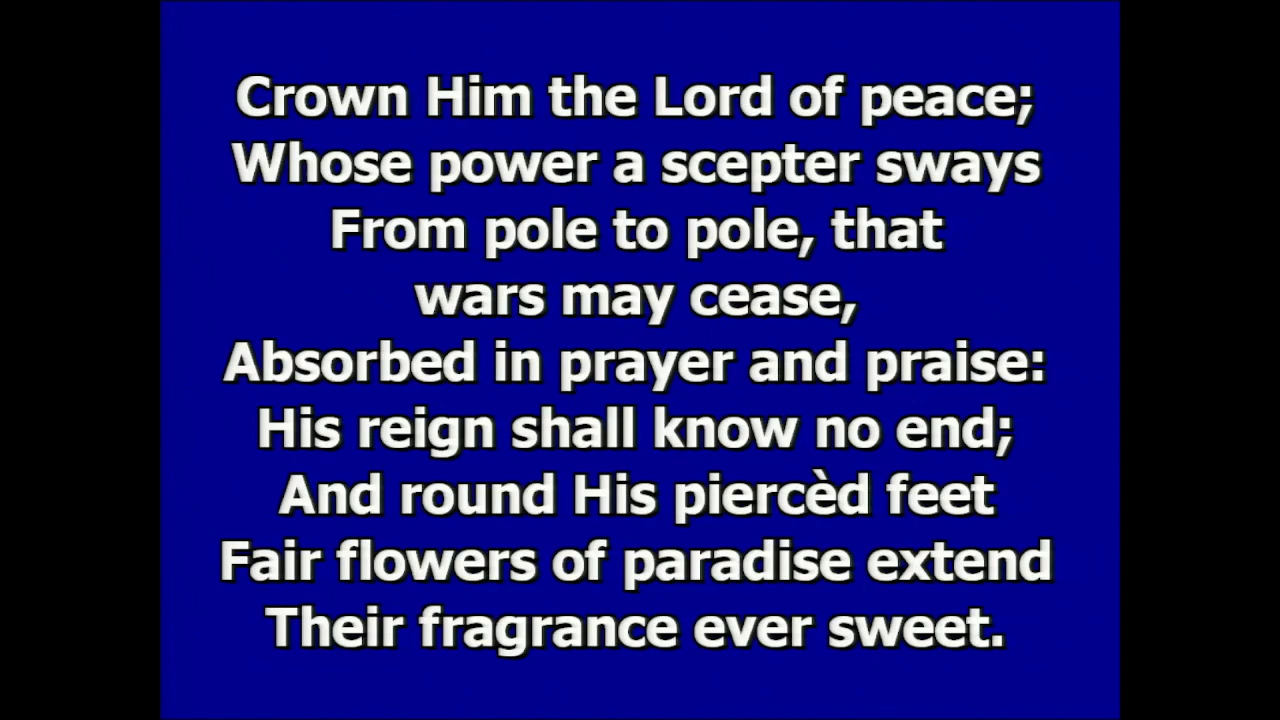 Crown Him the Lord of peace;
Whose power a scepter sways
From pole to pole, that
wars may cease,
Absorbed in prayer and praise:
His reign shall know no end;
And round His piercèd feet
Fair flowers of paradise extend
Their fragrance ever sweet.